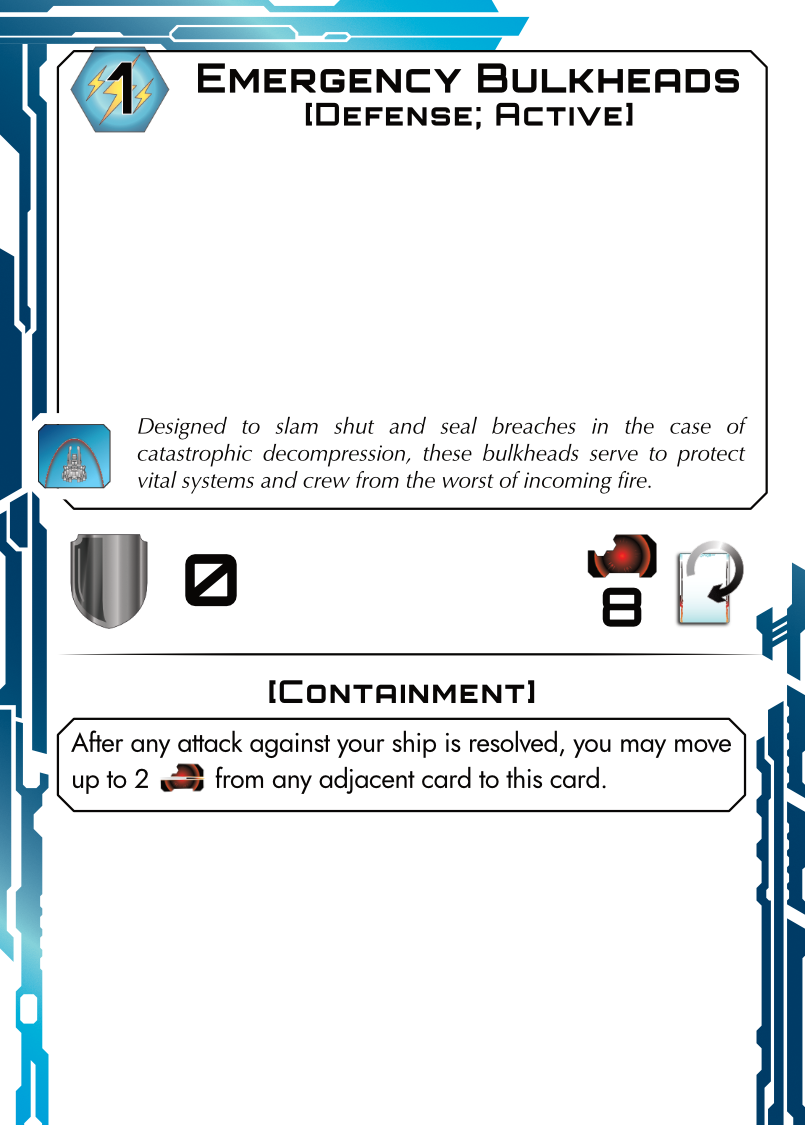 1
Emergency Bulkheads
[Defense; Active]
Designed to slam shut and seal breaches in the case of
catastrophic decompression, these bulkheads serve to protect
vital systems and crew from the worst of incoming fire.
0
8
[Containment]
After any attack against your ship is resolved, you may move
up to 2 from any adjacent card to this card.